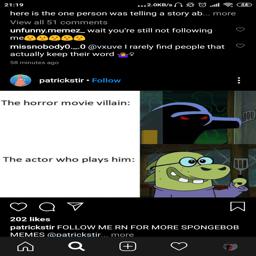 21:19
...2.0KB/s
here is the one person was telling a story ab... more
View all 51 comments
unfunny.memez_ wait you're still not following
me
missnobody0._.0 @vxuve I rarely find people that
actually keep their word
58 minutes ago
patrickstir • Follow
The horror movie villain:
The actor who plays him:
202 likes
patrickstir FOLLOW ME RN FOR MORE SPONGEBOB
MEMES @patrickstir... more